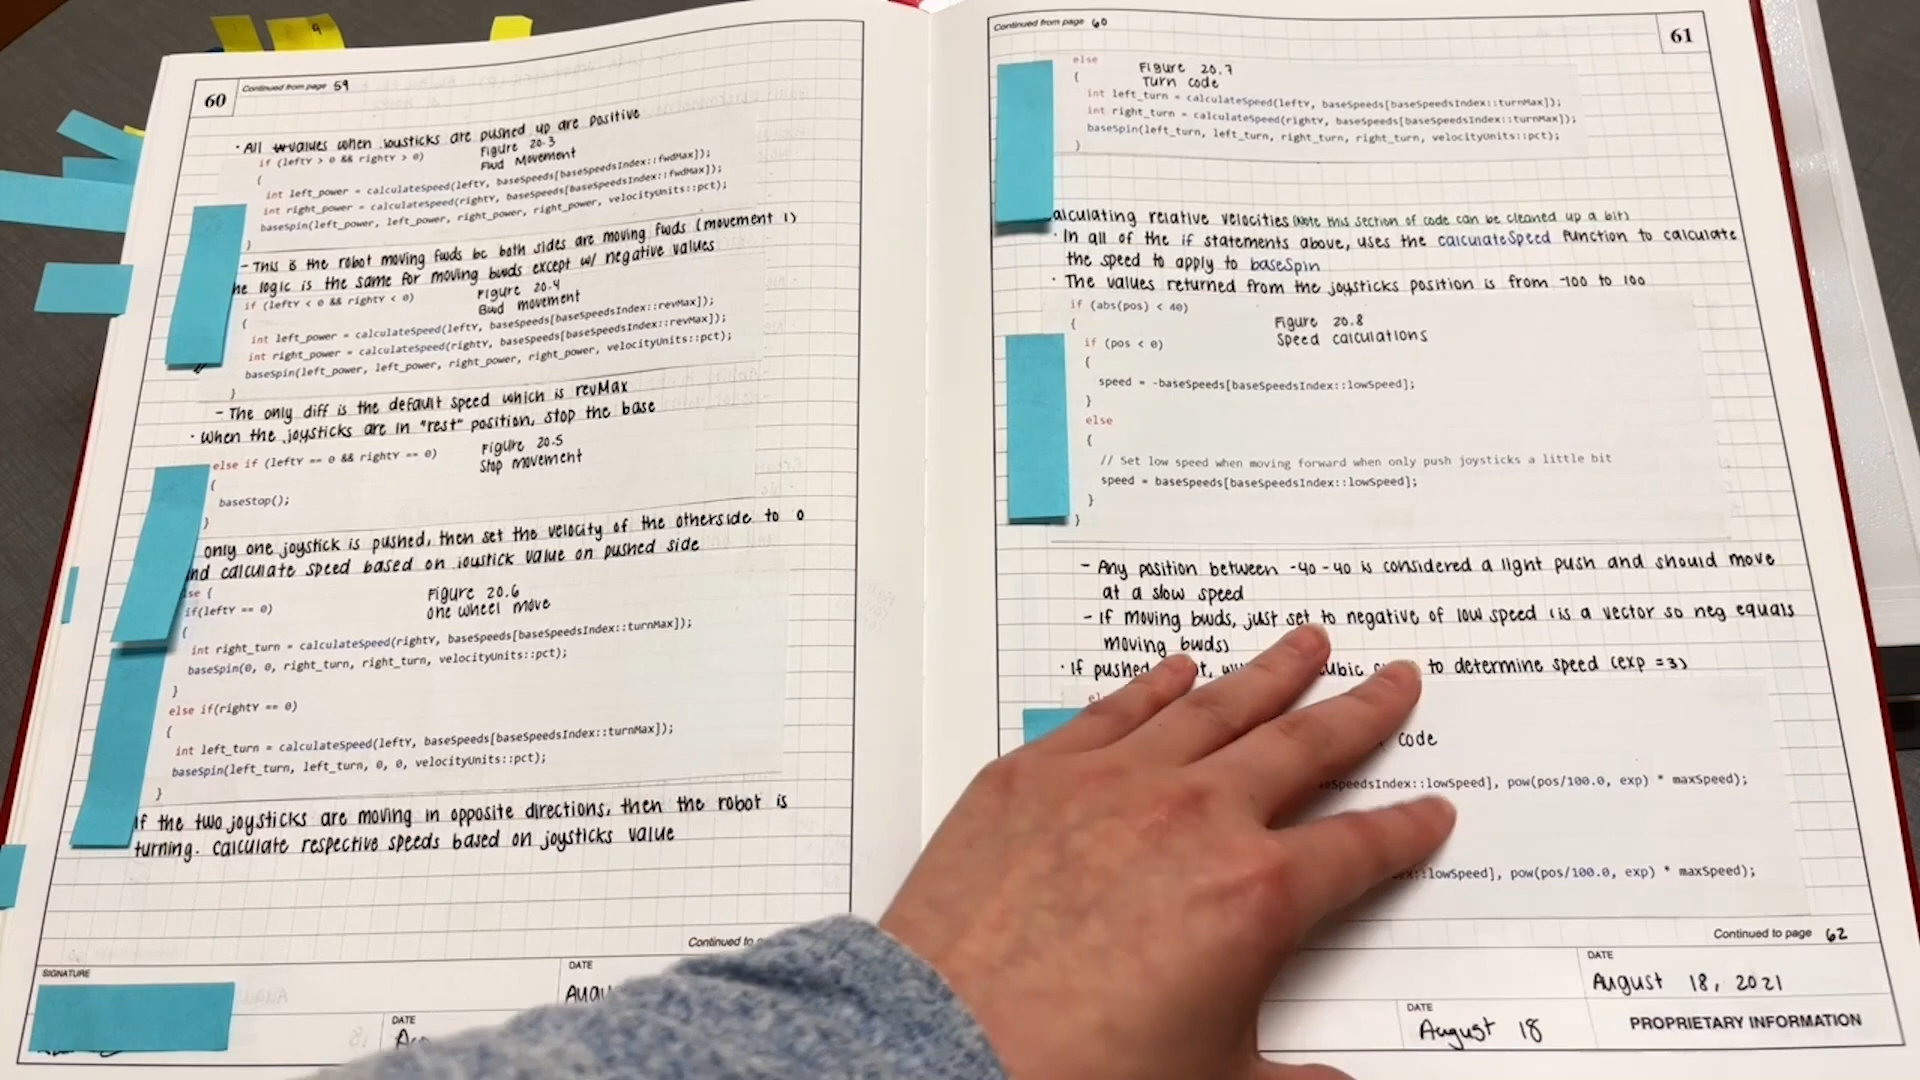 60
Continued from page 59
· All values when joysticks are pushed up are positive
if (leftY > 0 && rightY > 0)
Figure 20.3
Fwd Movement
{
int left_power = calculateSpeed(leftY, baseSpeeds[baseSpeedsIndex::fwdMax]);
int right_power = calculateSpeed(rightY, baseSpeeds[baseSpeedsIndex::fwdMax]);
baseSpin(left_power, left_power, right_power, right_power, velocityUnits::pct);
}
- This is the robot moving fwds bc both sides are moving fwds (movement 1)
he logic is the same for moving bwds except w/ negative values
if (leftY < 0 && rightY < 0)
Figure 20.4
Bwd movement
{
int left_power = calculateSpeed(leftY, baseSpeeds[baseSpeedsIndex::revMax]);
int right_power = calculateSpeed(rightY, baseSpeeds[baseSpeedsIndex::revMax]);
baseSpin(left_power, left_power, right_power, right_power, velocityUnits::pct);
}
- The only diff is the default speed which is revMax
· When the joysticks are in "rest" position, stop the base
else if (leftY == 0 && rightY == 0)
Figure 20.5
Stop movement
{
baseStop();
}
only one joystick is pushed, then set the velocity of the otherside to 0
nd calculate speed based on joystick value on pushed side
lse {
Figure 20.6
one wheel move
if(leftY == 0)
{
int right_turn = calculateSpeed(rightY, baseSpeeds[baseSpeedsIndex::turnMax]);
baseSpin(0, 0, right_turn, right_turn, velocityUnits::pct);
}
else if(rightY == 0)
{
int left_turn = calculateSpeed(leftY, baseSpeeds[baseSpeedsIndex::turnMax]);
baseSpin(left_turn, left_turn, 0, 0, velocityUnits::pct);
}
If the two joysticks are moving in opposite directions, then the robot is
turning. Calculate respective speeds based on joysticks value
Continued to
SIGNATURE
DATE
DATE
Continued from page 60
61
else
Figure 20.7
Turn code
{
int left_turn = calculateSpeed(leftY, baseSpeeds[baseSpeedsIndex::turnMax]);
int right_turn = calculateSpeed(rightY, baseSpeeds[baseSpeedsIndex::turnMax]);
baseSpin(left_turn, left_turn, right_turn, right_turn, velocityUnits::pct);
}
alculating relative velocities (Note this section of code can be cleaned up a bit)
· In all of the if statements above, uses the calculateSpeed function to calculate
the speed to apply to baseSpin
· The values returned from the joysticks position is from -100 to 100
if (abs(pos) < 40)
Figure 20.8
Speed calculations
{
if (pos < 0)
{
speed = -baseSpeeds[baseSpeedsIndex::lowSpeed];
}
else
{
// Set low speed when moving forward when only push joysticks a little bit
speed = baseSpeeds[baseSpeedsIndex::lowSpeed];
}
}
- Any position between -40 - 40 is considered a light push and should move
at a slow speed
- If moving bwds, just set to negative of low speed (is a vector so neg equals
moving bwds)
· If pushed to determine speed (exp = 3)
code
lowSpeed], pow(pos/100.0, exp) * maxSpeed);
lowSpeed], pow(pos/100.0, exp) * maxSpeed);
Continued to page 62
DATE
August 18, 2021
DATE
August 18
PROPRIETARY INFORMATION